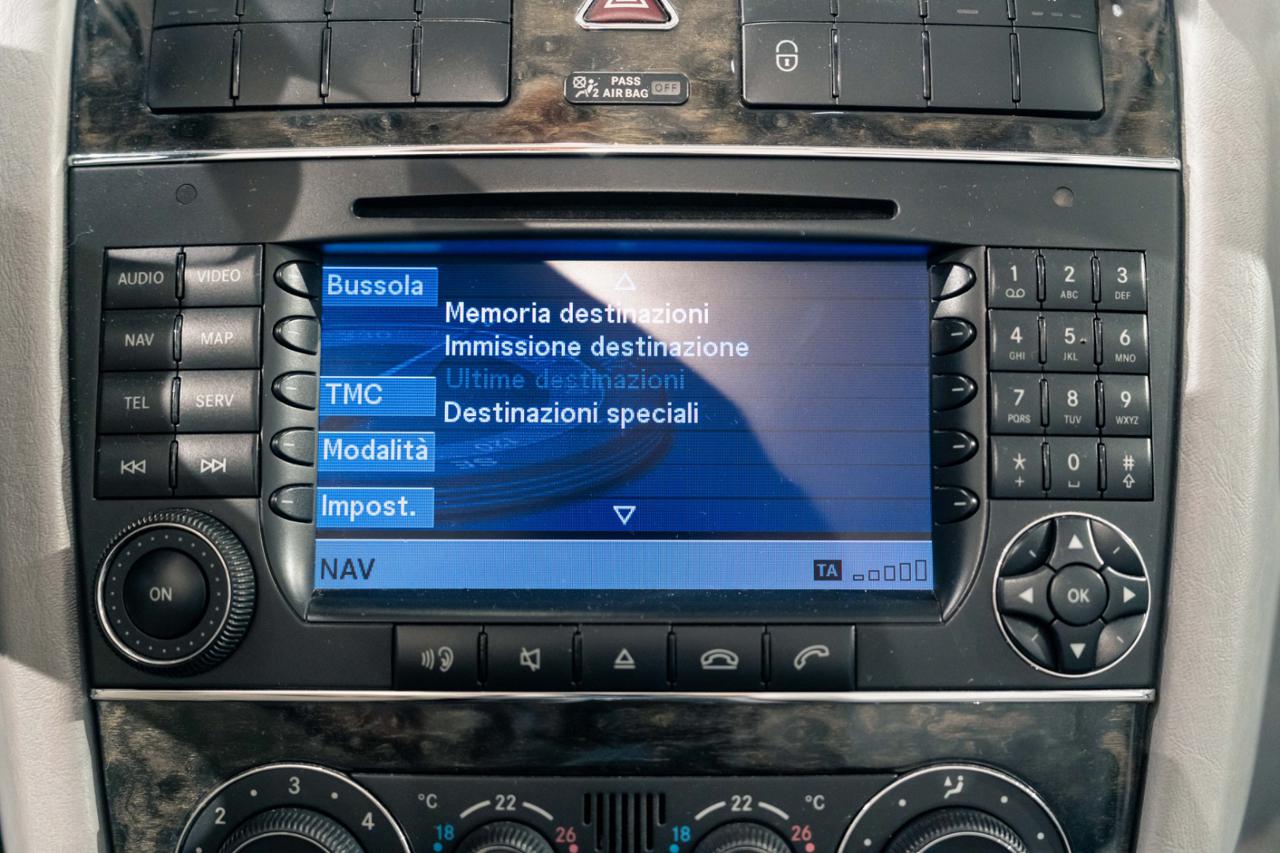 PASS
2 AIR BAG OFF
AUDIO VIDEO
NAV MAP
TEL SERV
Bussola
TMC
Modalità
Impost.
Memoria destinazioni
Immissione destinazione
Ultime destinazioni
Destinazioni speciali
NAV TA
1 2 ABC 3 DEF
4 GHI 5 JKL 6 MNO
7 PQRS 8 TUV 9 WXYZ
* + 0 #
ON
OK
2 3 4
°C 22 18 26
22 °C 18 26